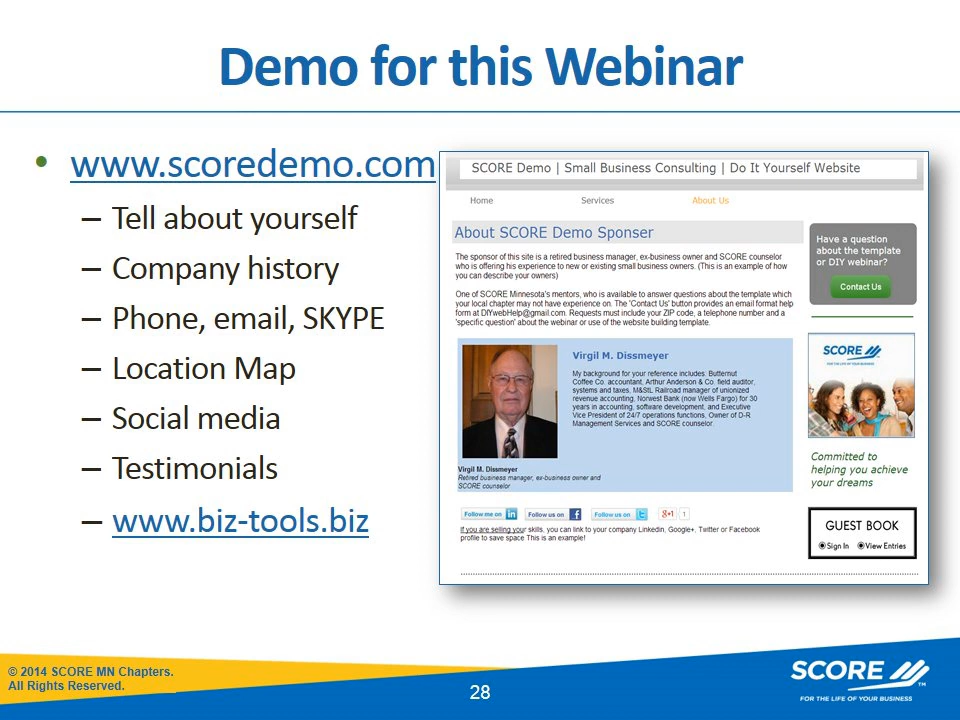 Demo for this Webinar
• www.scoredemo.com
– Tell about yourself
– Company history
– Phone, email, SKYPE
– Location Map
– Social media
– Testimonials
– www.biz-tools.biz
SCORE Demo | Small Business Consulting | Do It Yourself Website
Home Services About Us
About SCORE Demo Sponser
The sponsor of this site is a retired business manager, ex-business owner and SCORE counselor
who is offering his experience to new or existing small business owners. (This is an example of how
you can describe your owners)
One of SCORE Minnesota's mentors, who is available to answer questions about the template which
your local chapter may not have experience on. The 'Contact Us' button provides an email format help
form at DIYwebHelp@gmail.com. Requests must include your ZIP code, a telephone number and a
'specific question' about the webinar or use of the website building template.
Virgil M. Dissmeyer
My background for your reference includes: Butternut
Coffee Co. accountant, Arthur Anderson & Co. field auditor,
systems and taxes, M&StL Railroad manager of unionized
revenue accounting, Norwest Bank (now Wells Fargo) for 30
years in accounting, software development, and Executive
Vice President of 24/7 operations functions, Owner of D-R
Management Services and SCORE counselor.
Virgil M. Dissmeyer
Retired business manager, ex-business owner and
SCORE counselor
Follow me on in Follow us on f Follow us on t g+1 1
If you are selling your skills, you can link to your company Linkedin, Google+, Twitter or Facebook
profile to save space This is an example!
Have a question
about the template
or DIY webinar?
Contact Us
SCORE
FOR THE LIFE OF YOUR BUSINESS
Committed to
helping you achieve
your dreams
GUEST BOOK
Sign In View Entries
© 2014 SCORE MN Chapters.
All Rights Reserved.
28
SCORE TM
FOR THE LIFE OF YOUR BUSINESS